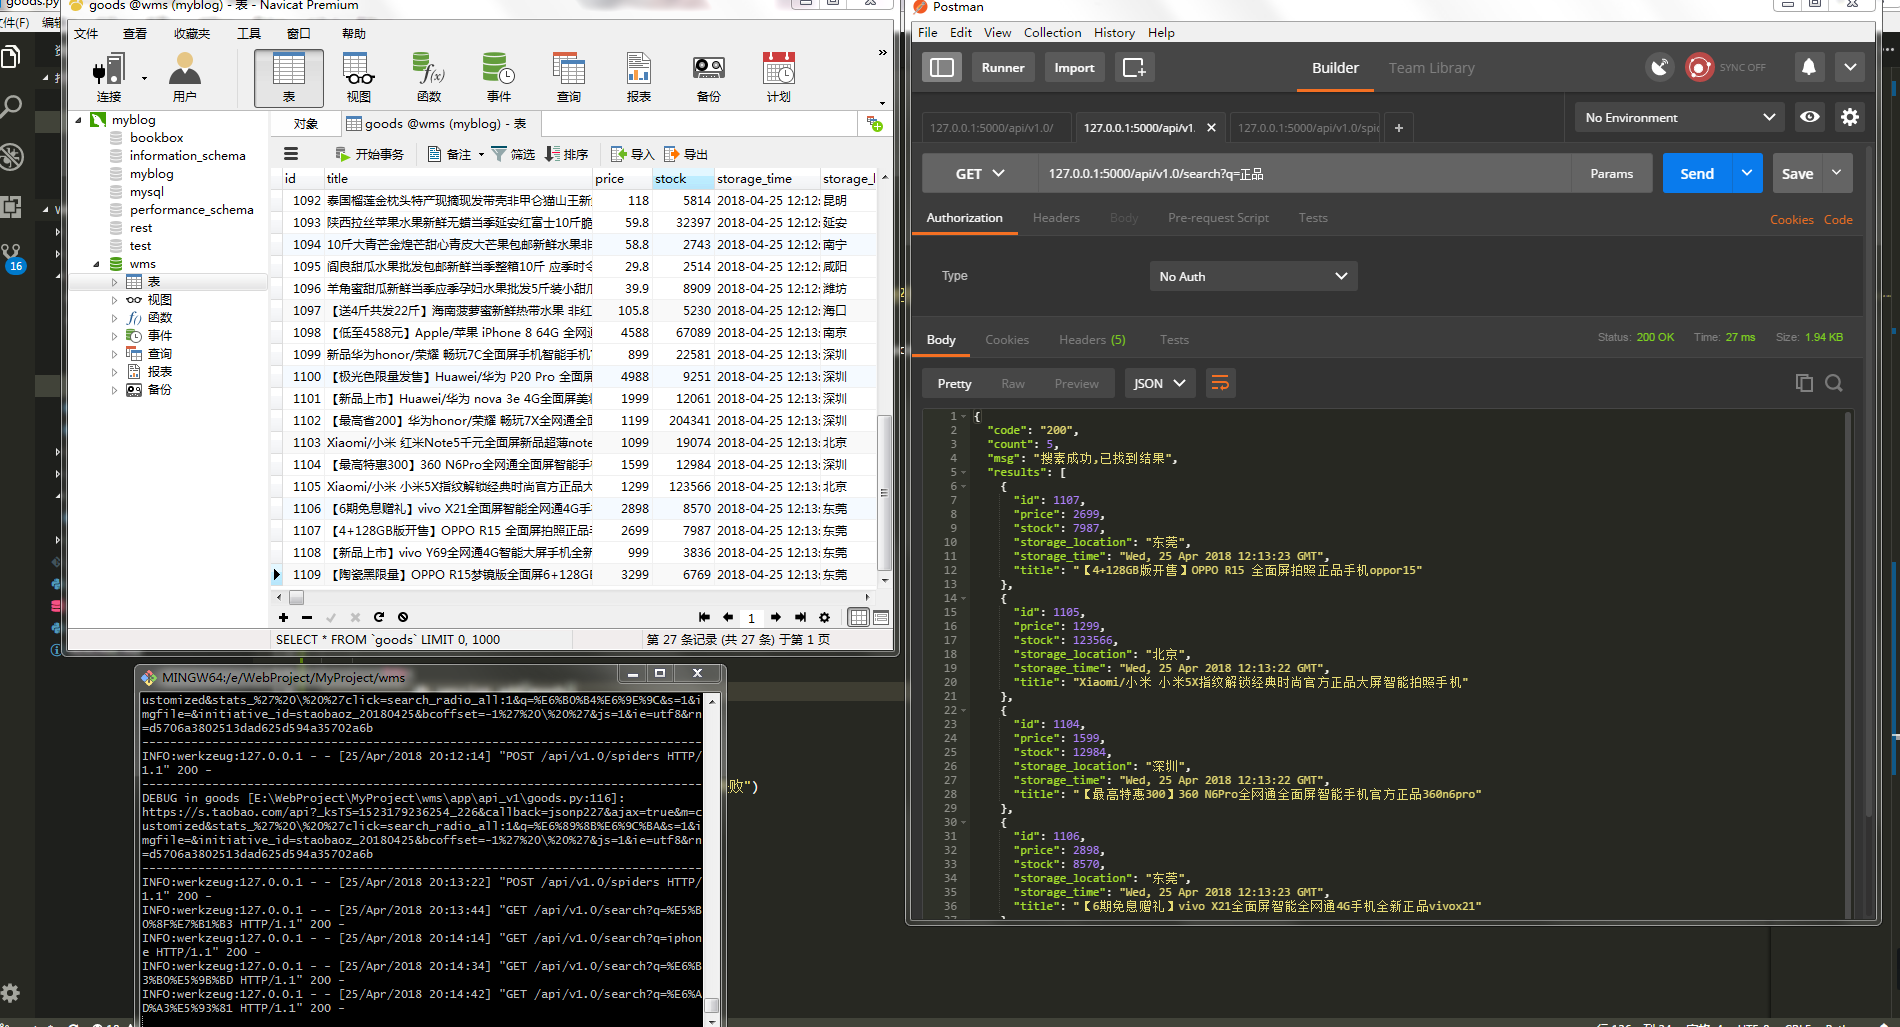 goods.py
文件(F)
16
goods @wms (myblog) - 表 - Navicat Premium
文件 查看 收藏夹 工具 窗口 帮助
连接 用户 表 视图 函数 事件 查询 报表 备份 计划
myblog
bookbox
information_schema
myblog
mysql
performance_schema
rest
test
wms
表
视图
函数
事件
查询
报表
备份
对象 goods @wms (myblog) - 表
开始事务 备注 筛选 排序 导入 导出
id title price stock storage_time storage_l
1092 泰国榴莲金枕头特产现摘现发带壳非甲仑猫山王新 118 5814 2018-04-25 12:12: 昆明
1093 陕西拉丝苹果水果新鲜无蜡当季延安红富士10斤脆 59.8 32397 2018-04-25 12:12: 延安
1094 10斤大青芒金煌芒甜心青皮大芒果包邮新鲜水果非 58.8 2743 2018-04-25 12:12: 南宁
1095 阎良甜瓜水果批发包邮新鲜当季整箱10斤 应季时令 29.8 2514 2018-04-25 12:12: 咸阳
1096 羊角蜜甜瓜新鲜当季应季孕妇水果批发5斤装小甜瓜 39.9 8909 2018-04-25 12:12: 潍坊
1097 【送4斤共发22斤】海南菠萝蜜新鲜热带水果 非红 105.8 5230 2018-04-25 12:12: 海口
1098 【低至4588元】Apple/苹果 iPhone 8 64G 全网通 4588 67089 2018-04-25 12:13: 南京
1099 新品华为honor/荣耀 畅玩7C全面屏手机智能手机 899 22581 2018-04-25 12:13: 深圳
1100 【极光色限量发售】Huawei/华为 P20 Pro 全面屏 4988 9251 2018-04-25 12:13: 深圳
1101 【新品上市】Huawei/华为 nova 3e 4G全面屏美 1999 12061 2018-04-25 12:13: 深圳
1102 【最高省200】华为honor/荣耀 畅玩7X全网通全面 1199 204341 2018-04-25 12:13: 深圳
1103 Xiaomi/小米 红米Note5千元全面屏新品超薄note 1099 19074 2018-04-25 12:13: 北京
1104 【最高特惠300】360 N6Pro全网通全面屏智能手 1599 12984 2018-04-25 12:13: 深圳
1105 Xiaomi/小米 小米5X指纹解锁经典时尚官方正品大 1299 123566 2018-04-25 12:13: 北京
1106 【6期免息赠礼】vivo X21全面屏智能全网通4G手 2898 8570 2018-04-25 12:13: 东莞
1107 【4+128GB版开售】OPPO R15 全面屏拍照正品手 2699 7987 2018-04-25 12:13: 东莞
1108 【新品上市】vivo Y69全网通4G智能大屏手机全新 999 3836 2018-04-25 12:13: 东莞
1109 【陶瓷黑限量】OPPO R15梦镜版全面屏6+128GB 3299 6769 2018-04-25 12:13: 东莞
1
SELECT * FROM `goods` LIMIT 0, 1000 第 27 条记录 (共 27 条) 于第 1 页
MINGW64:/e/WebProject/MyProject/wms
ustomized&stats_%27%20\%20%27click=search_radio_all:1&q=%E6%B0%B4%E6%9E%9C&s=1&i
mgfile=&initiative_id=staobaoz_20180425&bcoffset=-1%27%20\%20%27&js=1&ie=utf8&rn
=d5706a3802513dad625d594a35702a6b
--------------------------------------------------------------------------------
INFO:werkzeug:127.0.0.1 - - [25/Apr/2018 20:12:14] "POST /api/v1.0/spiders HTTP/
1.1" 200 -
--------------------------------------------------------------------------------
DEBUG in goods [E:\WebProject\MyProject\wms\app\api_v1\goods.py:116]:
https://s.taobao.com/api?_ksTS=1523179236254_226&callback=jsonp227&ajax=true&m=c
ustomized&stats_%27%20\%20%27click=search_radio_all:1&q=%E6%89%8B%E6%9C%BA&s=1&i
mgfile=&initiative_id=staobaoz_20180425&bcoffset=-1%27%20\%20%27&js=1&ie=utf8&rn
=d5706a3802513dad625d594a35702a6b
--------------------------------------------------------------------------------
INFO:werkzeug:127.0.0.1 - - [25/Apr/2018 20:13:22] "POST /api/v1.0/spiders HTTP/
1.1" 200 -
INFO:werkzeug:127.0.0.1 - - [25/Apr/2018 20:13:44] "GET /api/v1.0/search?q=%E5%B
0%8F%E7%B1%B3 HTTP/1.1" 200 -
INFO:werkzeug:127.0.0.1 - - [25/Apr/2018 20:14:14] "GET /api/v1.0/search?q=iphon
e HTTP/1.1" 200 -
INFO:werkzeug:127.0.0.1 - - [25/Apr/2018 20:14:34] "GET /api/v1.0/search?q=%E6%B
3%B0%E5%9B%BD HTTP/1.1" 200 -
INFO:werkzeug:127.0.0.1 - - [25/Apr/2018 20:14:42] "GET /api/v1.0/search?q=%E6%A
D%A3%E5%93%81 HTTP/1.1" 200 -
败")
Postman
File Edit View Collection History Help
Runner Import Builder Team Library SYNC OFF
127.0.0.1:5000/api/v1.0/ 127.0.0.1:5000/api/v1. 127.0.0.1:5000/api/v1.0/spi No Environment
GET 127.0.0.1:5000/api/v1.0/search?q=正品 Params Send Save
Authorization Headers Body Pre-request Script Tests Cookies Code
Type No Auth
Body Cookies Headers (5) Tests Status: 200 OK Time: 27 ms Size: 1.94 KB
Pretty Raw Preview JSON
1 {
2 "code": "200",
3 "count": 5,
4 "msg": "搜素成功,已找到结果",
5 "results": [
6 {
7 "id": 1107,
8 "price": 2699,
9 "stock": 7987,
10 "storage_location": "东莞",
11 "storage_time": "Wed, 25 Apr 2018 12:13:23 GMT",
12 "title": "【4+128GB版开售】OPPO R15 全面屏拍照正品手机oppor15"
13 },
14 {
15 "id": 1105,
16 "price": 1299,
17 "stock": 123566,
18 "storage_location": "北京",
19 "storage_time": "Wed, 25 Apr 2018 12:13:22 GMT",
20 "title": "Xiaomi/小米 小米5X指纹解锁经典时尚官方正品大屏智能拍照手机"
21 },
22 {
23 "id": 1104,
24 "price": 1599,
25 "stock": 12984,
26 "storage_location": "深圳",
27 "storage_time": "Wed, 25 Apr 2018 12:13:22 GMT",
28 "title": "【最高特惠300】360 N6Pro全网通全面屏智能手机官方正品360n6pro"
29 },
30 {
31 "id": 1106,
32 "price": 2898,
33 "stock": 8570,
34 "storage_location": "东莞",
35 "storage_time": "Wed, 25 Apr 2018 12:13:23 GMT",
36 "title": "【6期免息赠礼】vivo X21全面屏智能全网通4G手机全新正品vivox21"